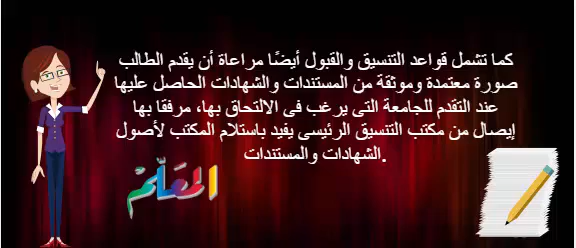 كما تشمل قواعد التنسيق والقبول أيضًا مراعاة أن يقدم الطالب
صورة معتمدة وموثقة من المستندات والشهادات الحاصل عليها
عند التقدم للجامعة التى يرغب فى الالتحاق بها، مرفقا بها
إيصال من مكتب التنسيق الرئيسى يفيد باستلام المكتب لأصول
الشهادات والمستندات.
المعلم